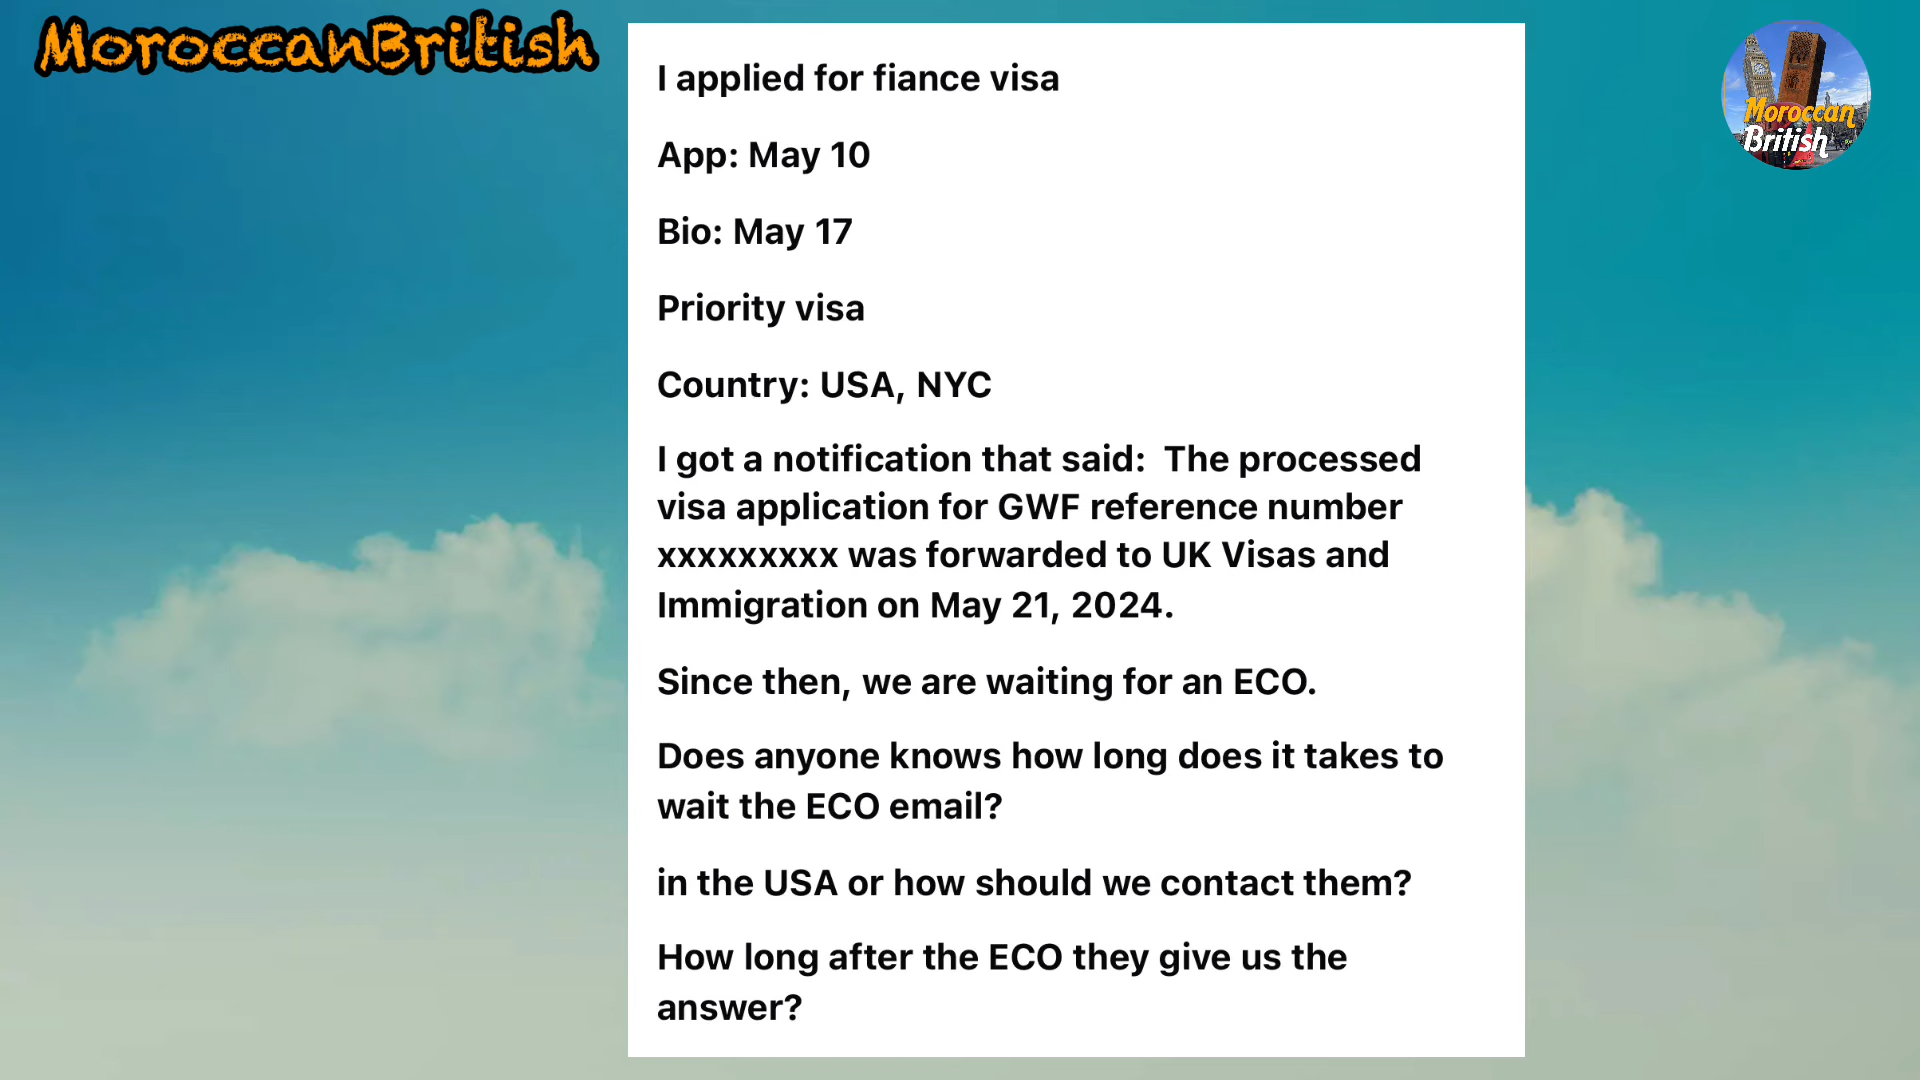 MoroccanBritish
I applied for fiance visa
App: May 10
Bio: May 17
Priority visa
Country: USA, NYC
I got a notification that said:  The processed
visa application for GWF reference number
xxxxxxxxx was forwarded to UK Visas and
Immigration on May 21, 2024.
Since then, we are waiting for an ECO.
Does anyone knows how long does it takes to
wait the ECO email?
in the USA or how should we contact them?
How long after the ECO they give us the
answer?
Moroccan
British